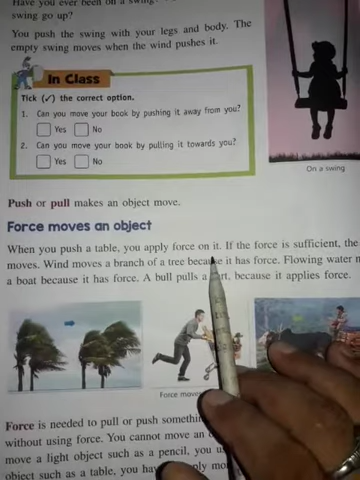 Have you ever been on a swing?
swing go up?
You push the swing with your legs and body. The
empty swing moves when the wind pushes it.
In Class
Tick (✓) the correct option.
1. Can you move your book by pushing it away from you?
Yes No
2. Can you move your book by pulling it towards you?
Yes No
On a swing
Push or pull makes an object move.
Force moves an object
When you push a table, you apply force on it. If the force is sufficient, the
moves. Wind moves a branch of a tree because it has force. Flowing water
a boat because it has force. A bull pulls a cart, because it applies force.
Force moves
Force is needed to pull or push
without using force. You cannot move an
move a light object such as a pencil, you
object such as a table, you